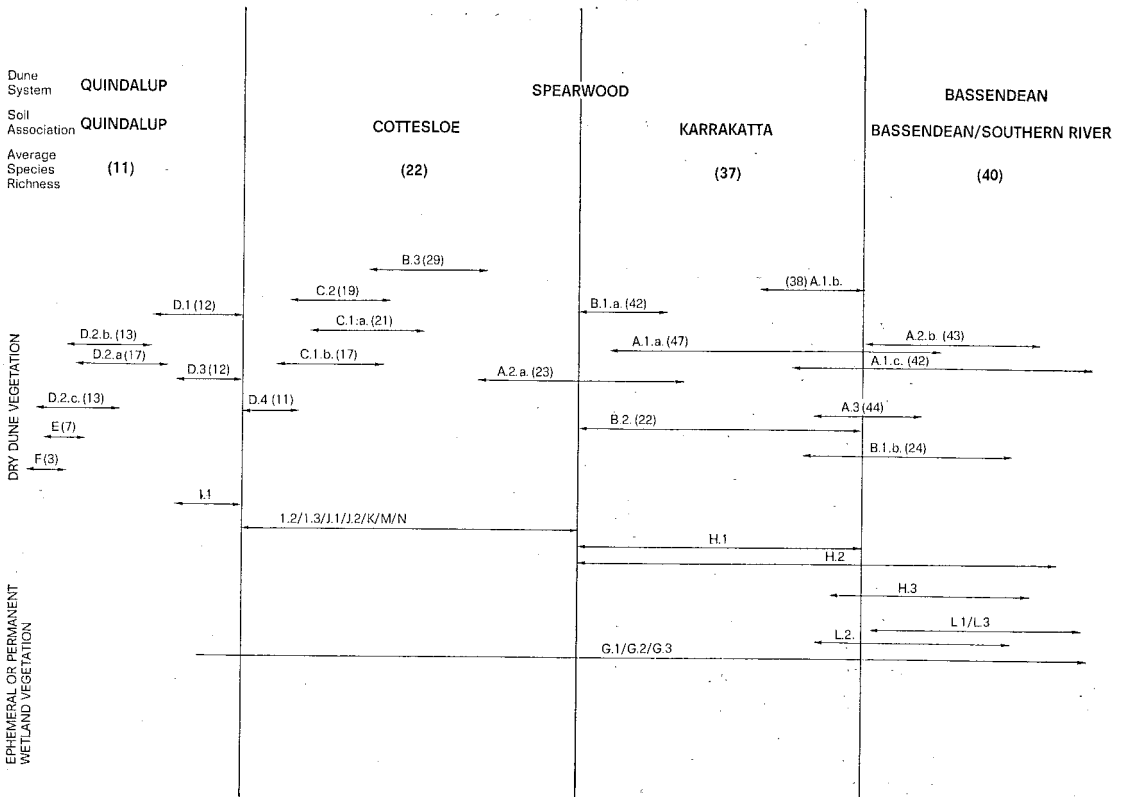 Dune
System
QUINDALUP
SPEARWOOD
BASSENDEAN
Soil
Association
QUINDALUP
COTTESLOE
KARRAKATTA
BASSENDEAN/SOUTHERN RIVER
Average
Species
Richness
(11)
(22)
(37)
(40)
DRY DUNE VEGETATION
B.3 (29)
(38) A.1.b.
C.2 (19)
D.1 (12)
B.1.a. (42)
C.1.a. (21)
D.2.b. (13)
A.2.b. (43)
A.1.a. (47)
D.2.a (17)
C.1.b. (17)
A.1.c. (42)
D.3 (12)
A.2.a. (23)
D.2.c. (13)
D.4 (11)
A.3 (44)
B.2. (22)
E (7)
B.1.b. (24)
F (3)
I.1
1.2/1.3/J.1/J.2/K/M/N
EPHEMERAL OR PERMANENT
WETLAND VEGETATION
H.1
H.2
H.3
L.1/L.3
L.2.
G.1/G.2/G.3